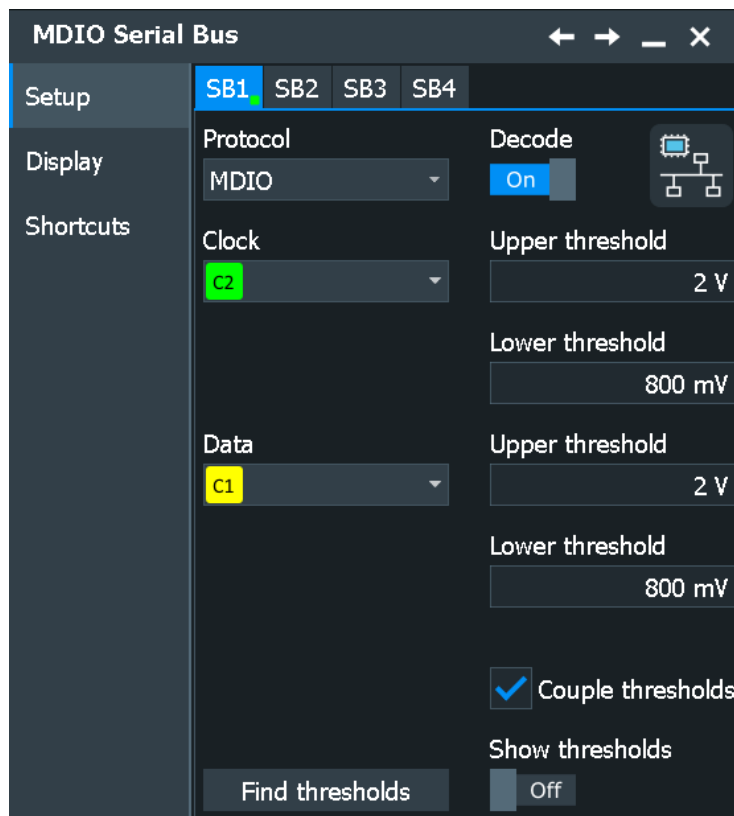 MDIO Serial Bus
Setup
Display
Shortcuts
SB1 SB2 SB3 SB4
Protocol
MDIO
Decode
On
Clock
C2
Upper threshold
2 V
Lower threshold
800 mV
Data
C1
Upper threshold
2 V
Lower threshold
800 mV
Couple thresholds
Show thresholds
Off
Find thresholds